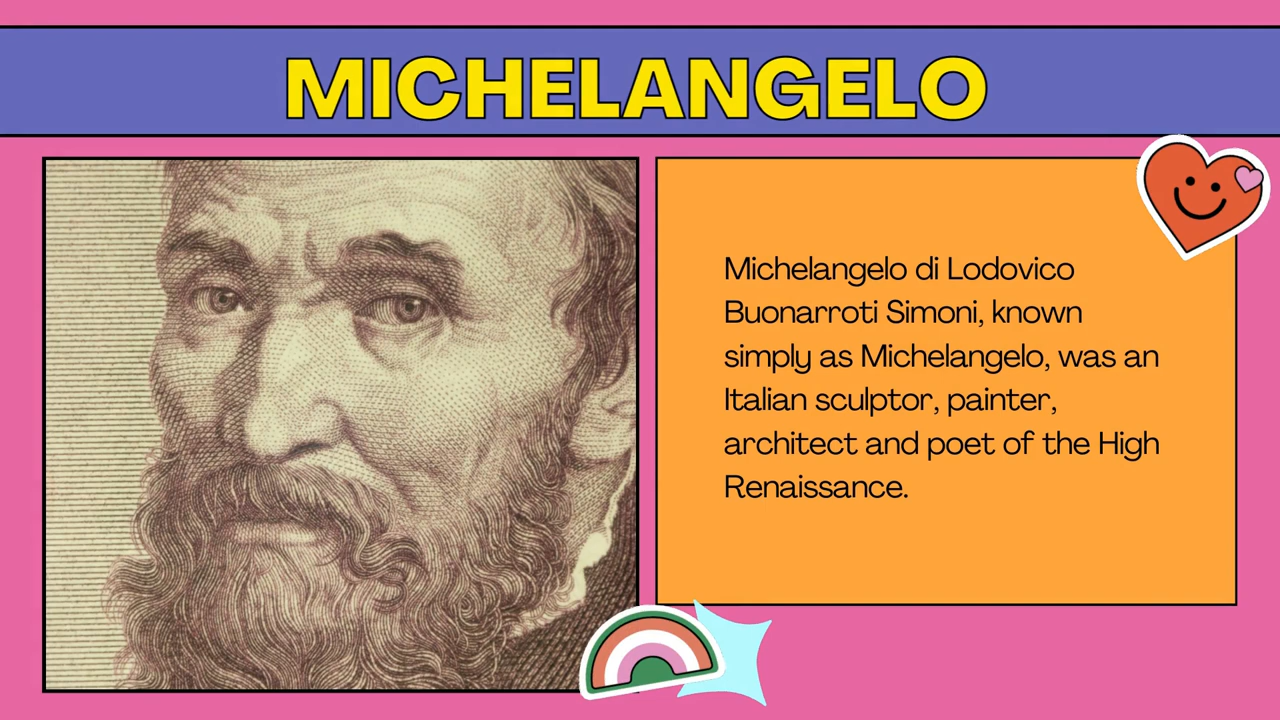 MICHELANGELO
Michelangelo di Lodovico
Buonarroti Simoni, known
simply as Michelangelo, was an
Italian sculptor, painter,
architect and poet of the High
Renaissance.